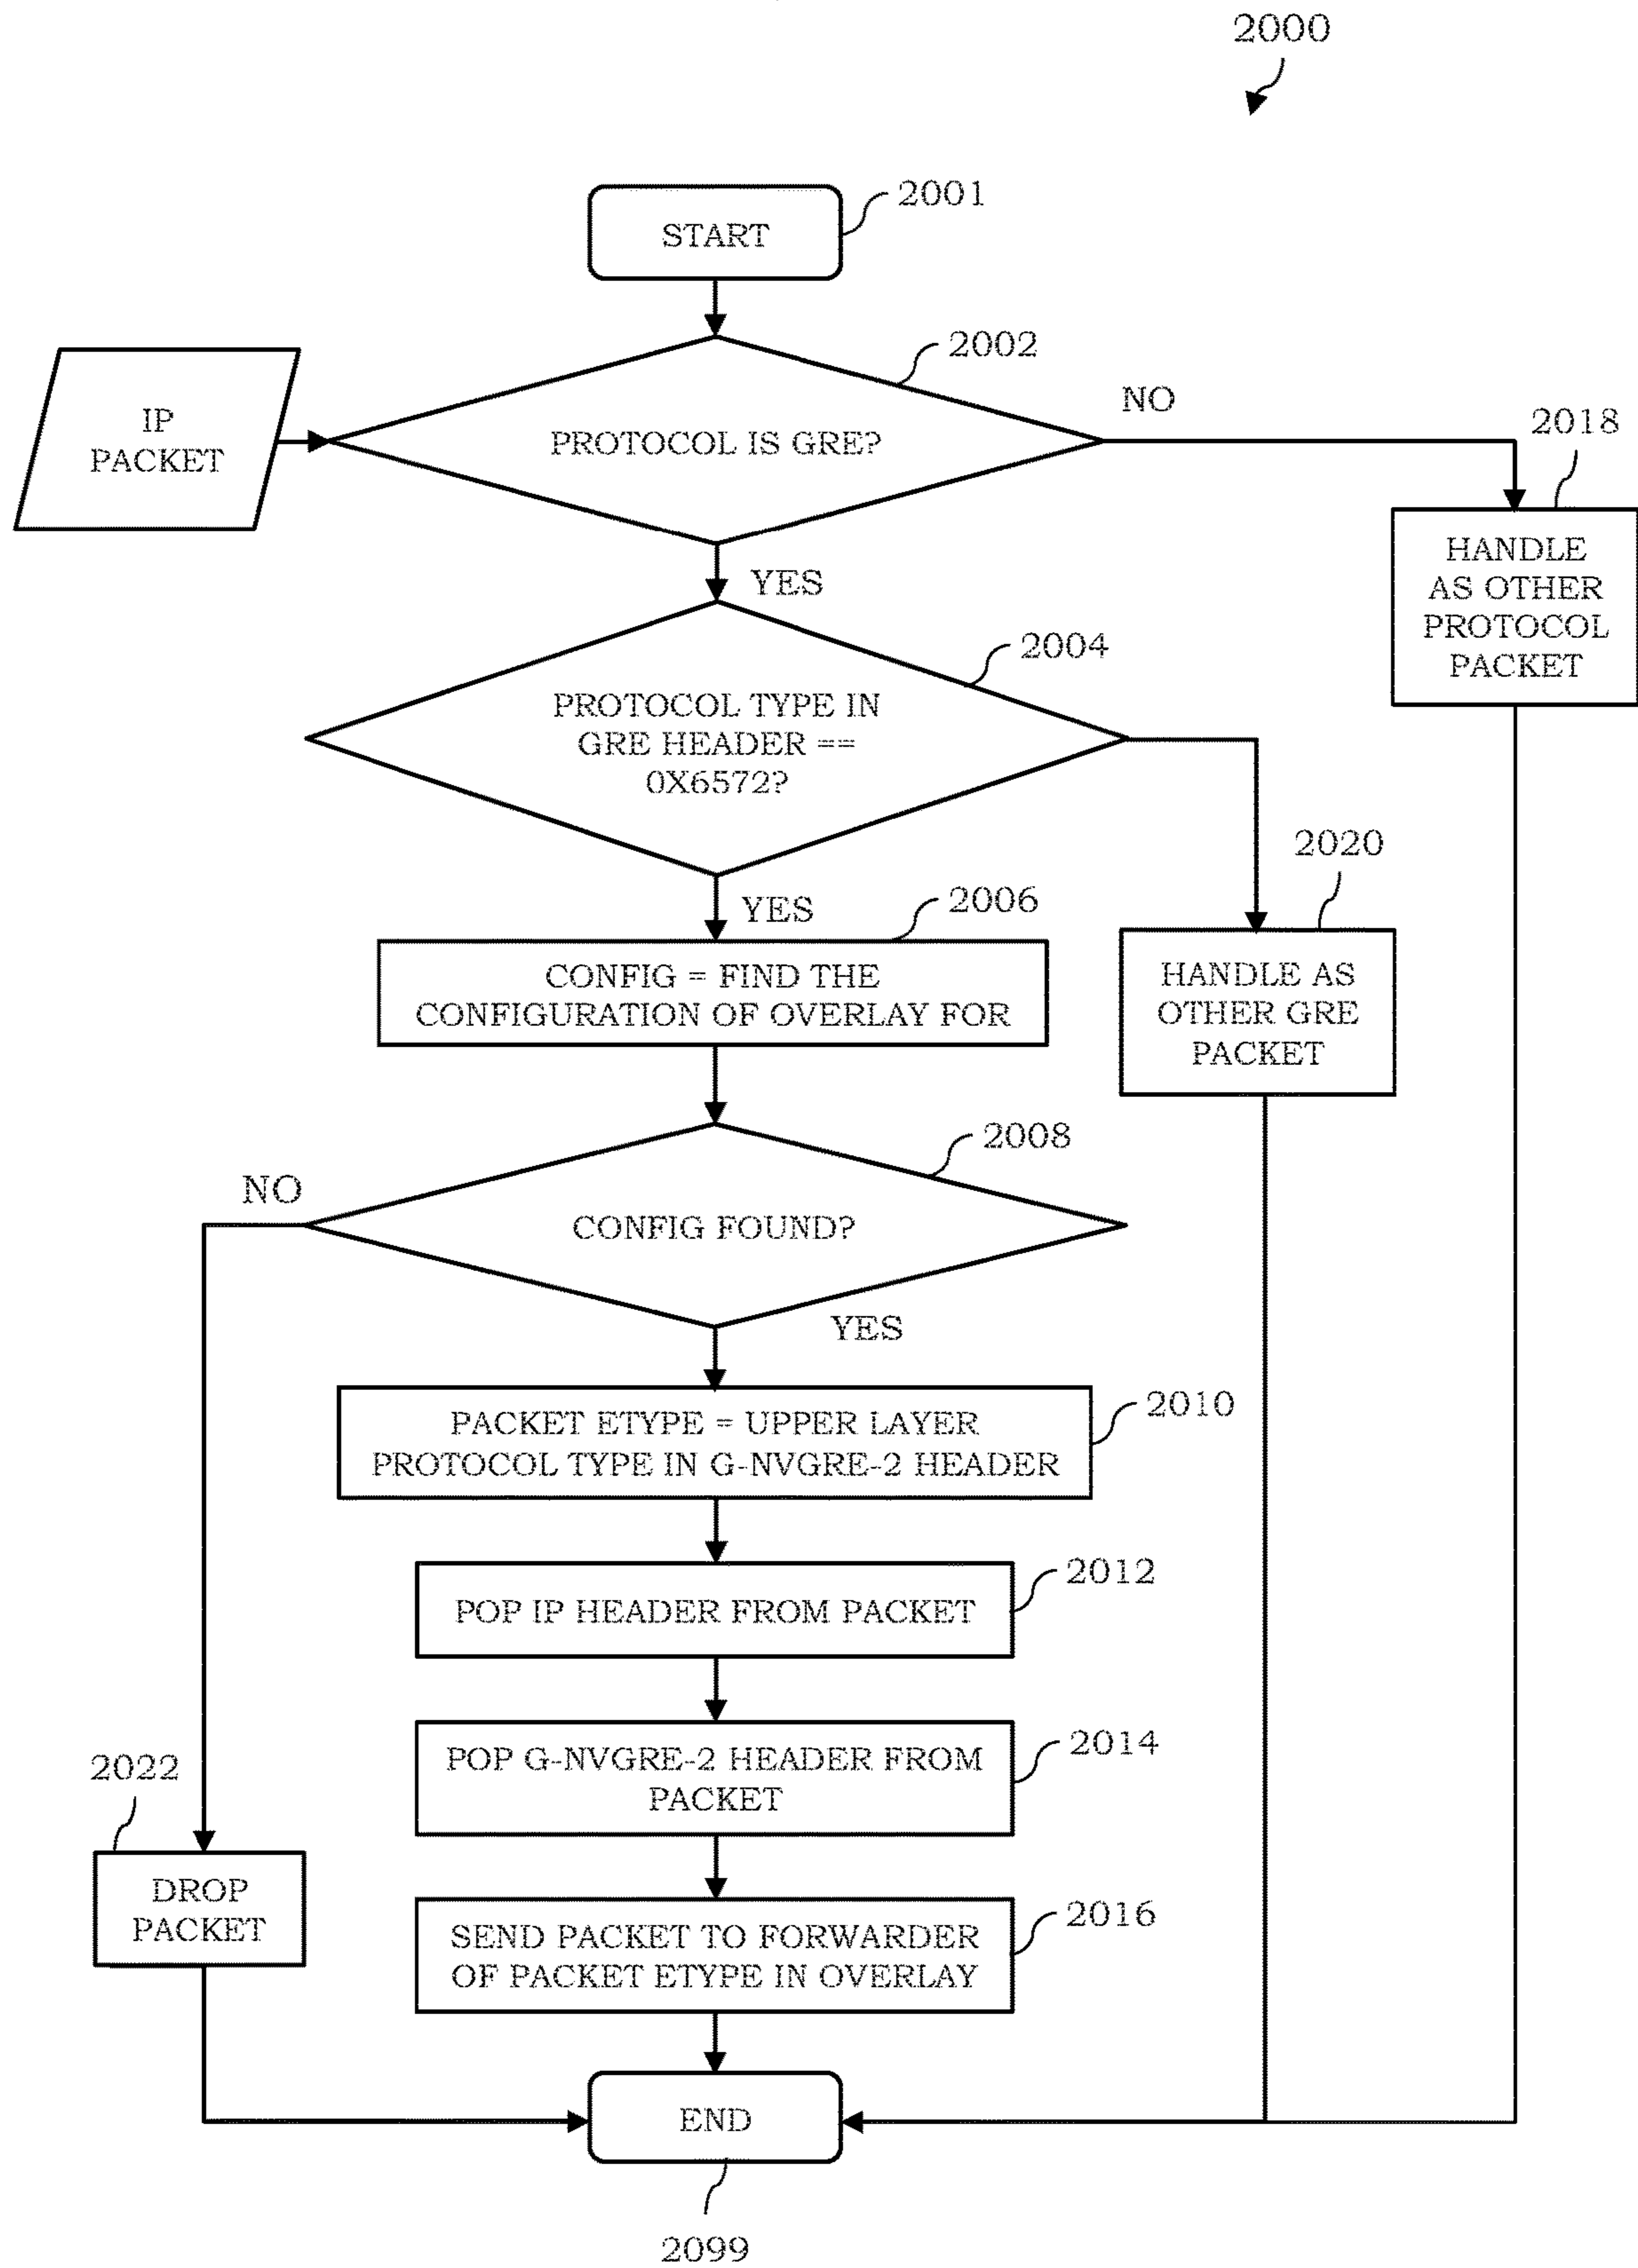 2000
START
2001
IP
PACKET
PROTOCOL IS GRE?
2002
NO
2018
HANDLE
AS OTHER
PROTOCOL
PACKET
YES
2004
PROTOCOL TYPE IN
GRE HEADER ==
0X6572?
2020
HANDLE AS
OTHER GRE
PACKET
YES
2006
CONFIG = FIND THE
CONFIGURATION OF OVERLAY FOR
2008
NO
CONFIG FOUND?
YES
2010
PACKET ETYPE = UPPER LAYER
PROTOCOL TYPE IN G-NVGRE-2 HEADER
2012
POP IP HEADER FROM PACKET
2014
POP G-NVGRE-2 HEADER FROM
PACKET
2022
DROP
PACKET
2016
SEND PACKET TO FORWARDER
OF PACKET ETYPE IN OVERLAY
END
2099